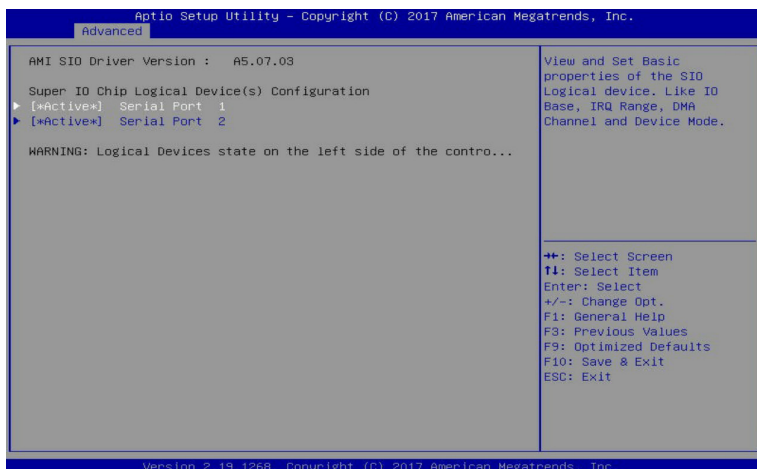 Aptio Setup Utility – Copyright (C) 2017 American Megatrends, Inc.
Advanced
AMI SIO Driver Version :   A5.07.03
Super IO Chip Logical Device(s) Configuration
[*Active*]   Serial Port  1
[*Active*]   Serial Port  2
WARNING: Logical Devices state on the left side of the contro...
View and Set Basic
properties of the SIO
Logical device. Like IO
Base, IRQ Range, DMA
Channel and Device Mode.
→←: Select Screen
↑↓: Select Item
Enter: Select
+/-: Change Opt.
F1: General Help
F3: Previous Values
F9: Optimized Defaults
F10: Save & Exit
ESC: Exit
Version 2.19.1268. Copyright (C) 2017 American Megatrends, Inc.